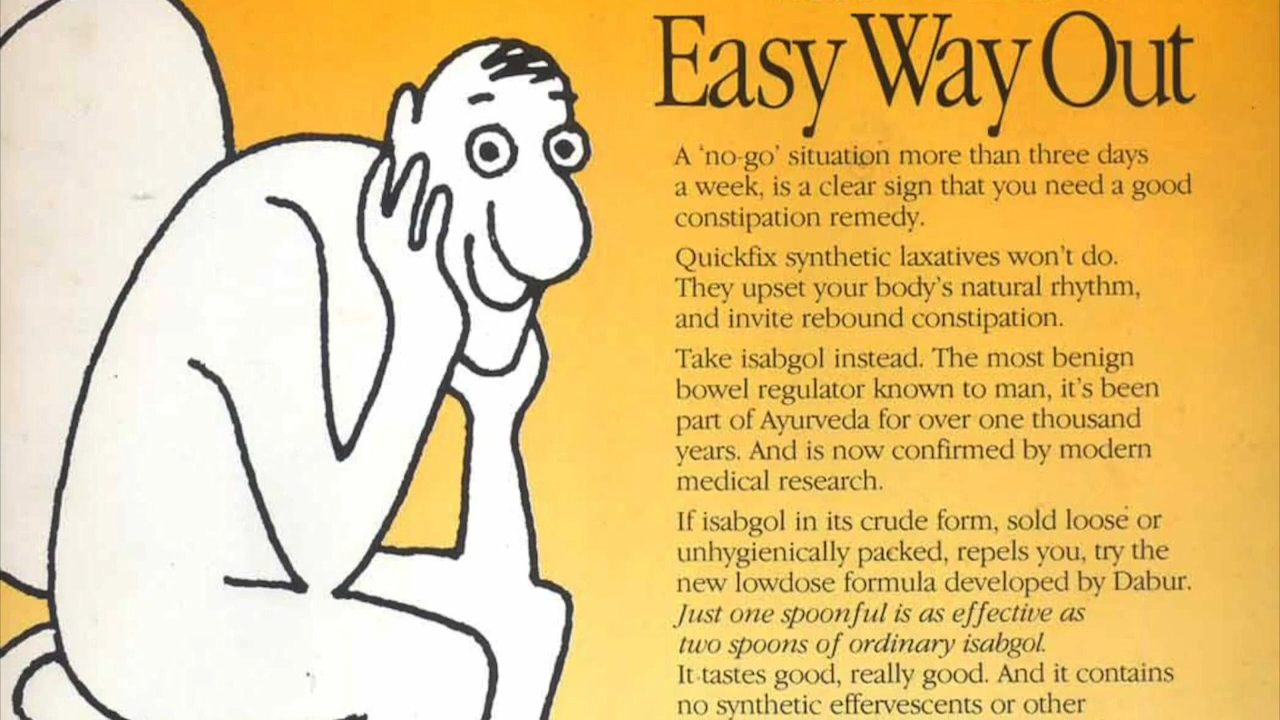 Easy Way Out
A 'no-go' situation more than three days
a week, is a clear sign that you need a good
constipation remedy.
Quickfix synthetic laxatives won't do.
They upset your body's natural rhythm,
and invite rebound constipation.
Take isabgol instead. The most benign
bowel regulator known to man, it's been
part of Ayurveda for over one thousand
years. And is now confirmed by modern
medical research.
If isabgol in its crude form, sold loose or
unhygienically packed, repels you, try the
new lowdose formula developed by Dabur.
Just one spoonful is as effective as
two spoons of ordinary isabgol.
It tastes good, really good. And it contains
no synthetic effervescents or other